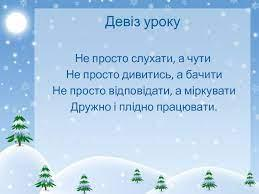 Девіз уроку
Не просто слухати, а чути
Не просто дивитись, а бачити
Не просто відповідати, а міркувати
Дружно і плідно працювати.